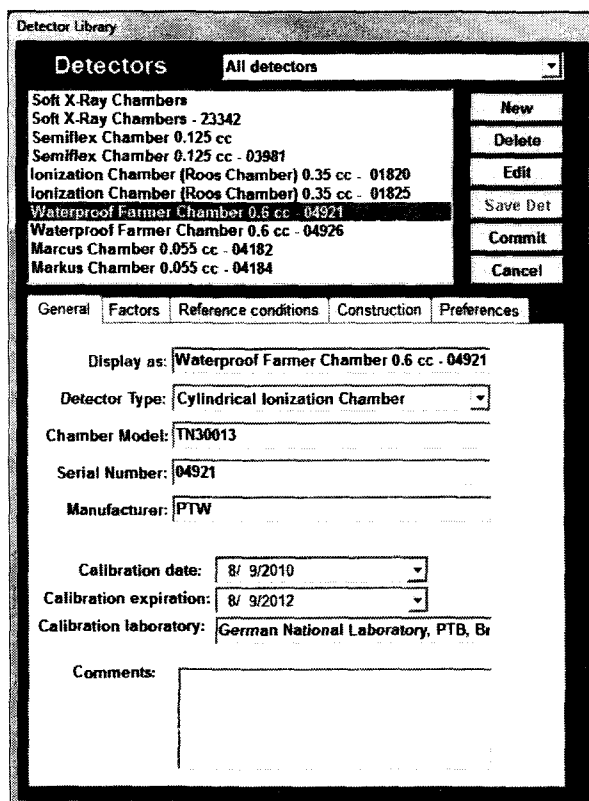 Detector Library
Detectors All detectors
Soft X-Ray Chambers
Soft X-Ray Chambers - 23342
Semiflex Chamber 0.125 cc
Semiflex Chamber 0.125 cc - 03981
Ionization Chamber (Roos Chamber) 0.35 cc - 01820
Ionization Chamber (Roos Chamber) 0.35 cc - 01825
Waterproof Farmer Chamber 0.6 cc - 04921
Waterproof Farmer Chamber 0.6 cc - 04926
Marcus Chamber 0.055 cc - 04182
Markus Chamber 0.055 cc - 04184
New
Delete
Edit
Save Det
Commit
Cancel
General Factors Reference conditions Construction Preferences
Display as: Waterproof Farmer Chamber 0.6 cc - 04921
Detector Type: Cylindrical Ionization Chamber
Chamber Model: TN30013
Serial Number: 04921
Manufacturer: PTW
Calibration date: 8/ 9/2010
Calibration expiration: 8/ 9/2012
Calibration laboratory: German National Laboratory, PTB, Br
Comments: